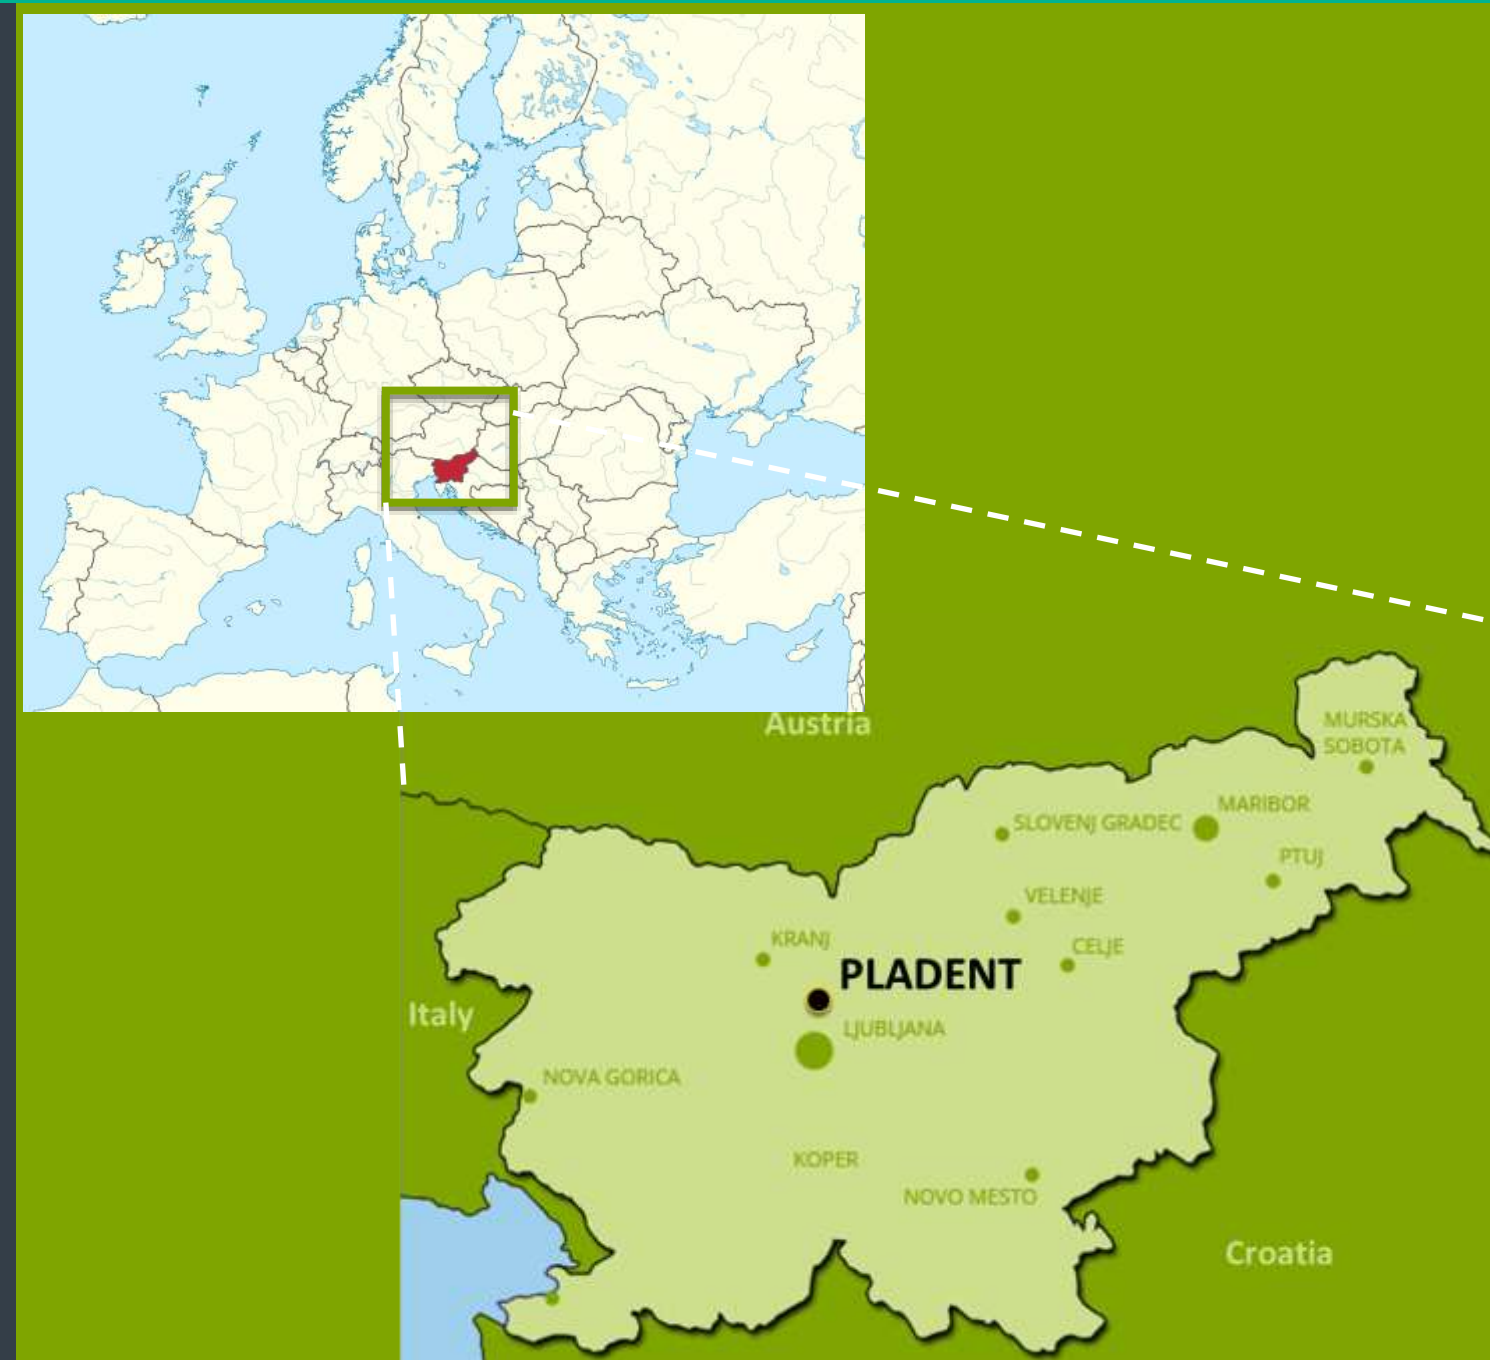 Austria
MURSKA
SOBOTA
MARIBOR
SLOVENJ GRADEC
PTUJ
VELENJE
KRANJ
CELJE
PLADENT
Italy
LJUBLJANA
NOVA GORICA
KOPER
NOVO MESTO
Croatia